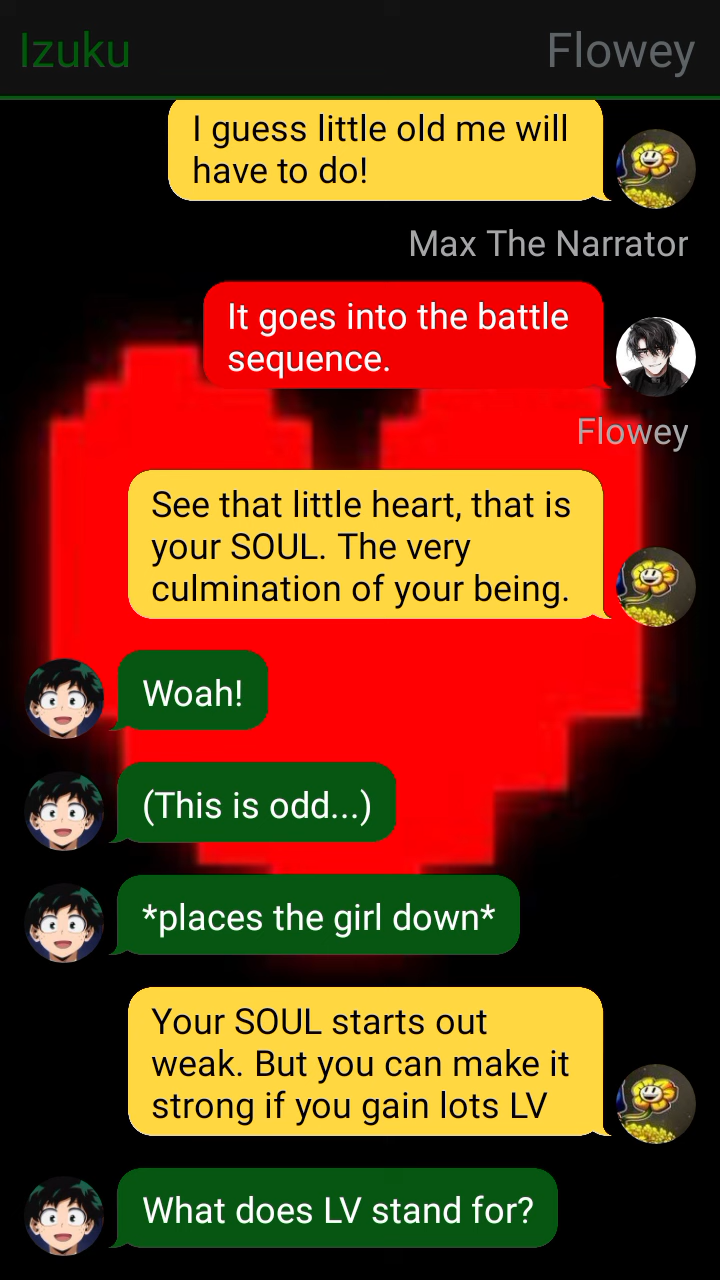 Izuku
Flowey
I guess little old me will
have to do!
Max The Narrator
It goes into the battle
sequence.
Flowey
See that little heart, that is
your SOUL. The very
culmination of your being.
Woah!
(This is odd...)
*places the girl down*
Your SOUL starts out
weak. But you can make it
strong if you gain lots LV
What does LV stand for?